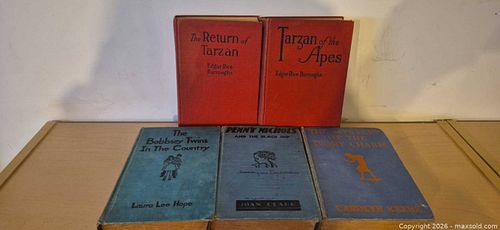 The Return of
Tarzan
Edgar Rice
Burroughs
Tarzan of the
Apes
Edgar Rice Burroughs
The
Bobbsey Twins
In The Country
Laura Lee Hope
PENNY NICHOLS
AND THE BLACK IMP
JOAN CLARK
CAROLYN KEENE
Copyright 2026 - maxsold.com